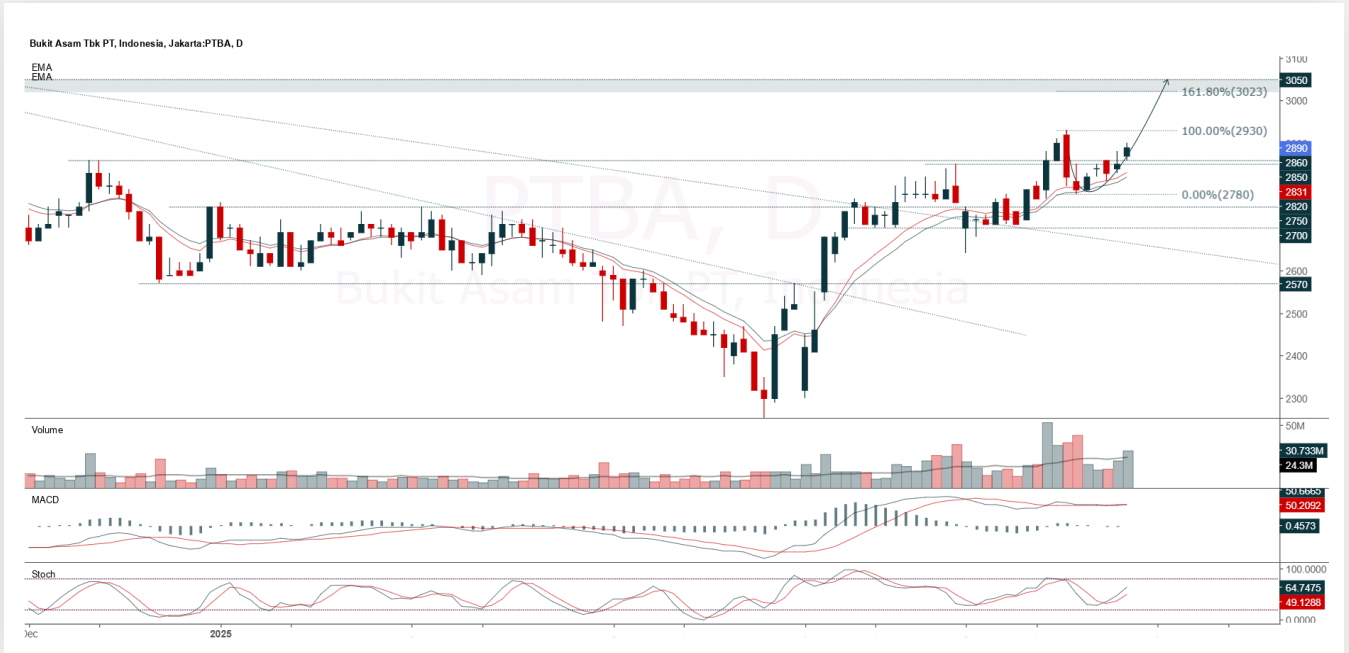 Bukit Asam Tbk PT, Indonesia, Jakarta:PTBA, D
EMA
EMA
PTBA, D
Bukit Asam Tbk PT, Indonesia
3100
3050
161.80%(3023)
3000
100.00%(2930)
2890
2860
2850
2831
0.00%(2780)
2820
2750
2700
2600
2570
2500
2400
2300
Volume
50M
30.733M
24.3M
MACD
50.6665
50.2092
0.4573
Stoch
100.0000
64.7475
49.1288
0.0000
Dec
2025